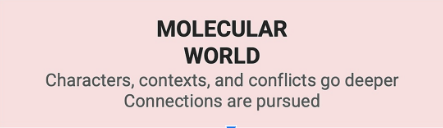 MOLECULAR
WORLD
Characters, contexts, and conflicts go deeper
Connections are pursued